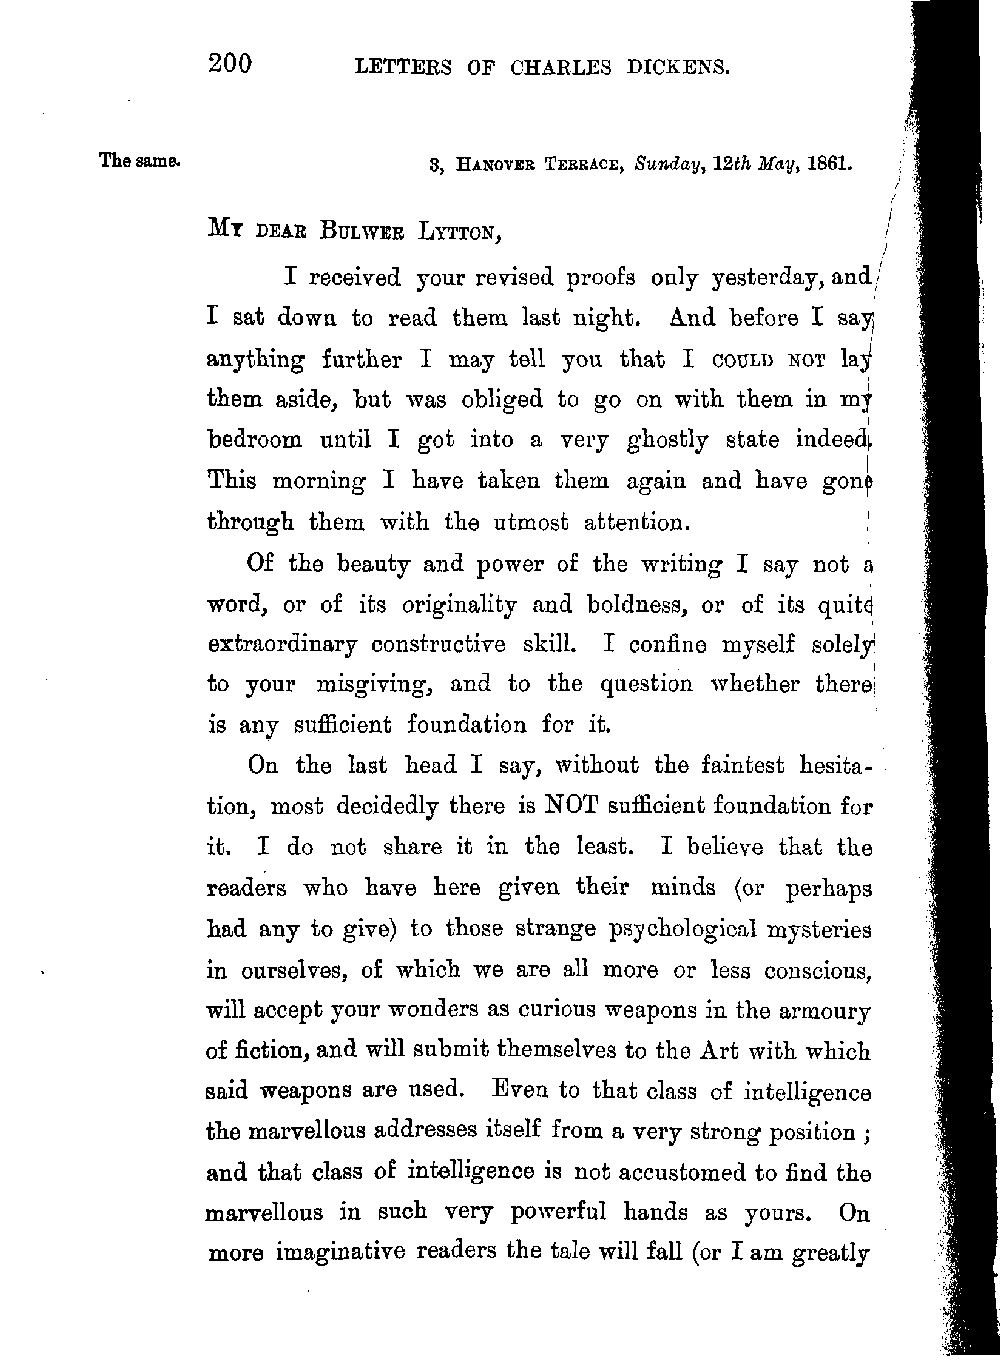 200 LETTERS OF CHARLES DICKENS.
The same. 3, HANOVER TERRACE, Sunday, 12th May, 1861.
MY DEAR BULWER LYTTON,
I received your revised proofs only yesterday, and
I sat down to read them last night. And before I say
anything further I may tell you that I COULD NOT lay
them aside, but was obliged to go on with them in my
bedroom until I got into a very ghostly state indeed.
This morning I have taken them again and have gone
through them with the utmost attention.
Of the beauty and power of the writing I say not a
word, or of its originality and boldness, or of its quite
extraordinary constructive skill. I confine myself solely
to your misgiving, and to the question whether there
is any sufficient foundation for it.
On the last head I say, without the faintest hesita-
tion, most decidedly there is NOT sufficient foundation for
it. I do not share it in the least. I believe that the
readers who have here given their minds (or perhaps
had any to give) to those strange psychological mysteries
in ourselves, of which we are all more or less conscious,
will accept your wonders as curious weapons in the armoury
of fiction, and will submit themselves to the Art with which
said weapons are used. Even to that class of intelligence
the marvellous addresses itself from a very strong position ;
and that class of intelligence is not accustomed to find the
marvellous in such very powerful hands as yours. On
more imaginative readers the tale will fall (or I am greatly